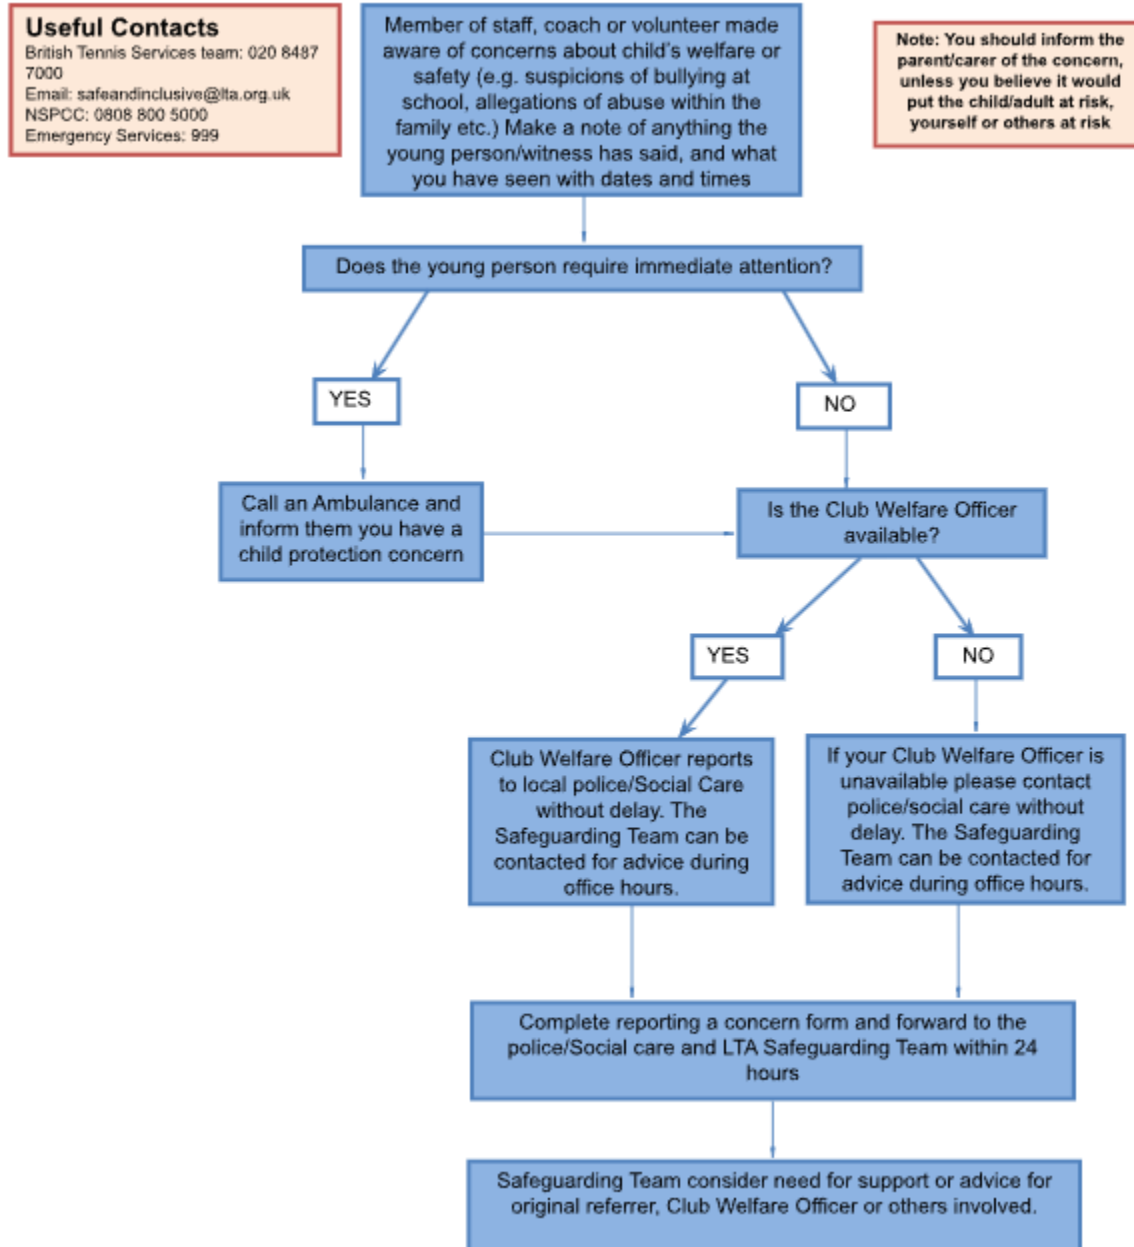 Useful Contacts
British Tennis Services team: 020 8487
7000
Email: safeandinclusive@lta.org.uk
NSPCC: 0808 800 5000
Emergency Services: 999
Member of staff, coach or volunteer made
aware of concerns about child's welfare or
safety (e.g. suspicions of bullying at
school, allegations of abuse within the
family etc.) Make a note of anything the
young person/witness has said, and what
you have seen with dates and times
Note: You should inform the
parent/carer of the concern,
unless you believe it would
put the child/adult at risk,
yourself or others at risk
Does the young person require immediate attention?
YES
NO
Call an Ambulance and
inform them you have a
child protection concern
Is the Club Welfare Officer
available?
YES
NO
Club Welfare Officer reports
to local police/Social Care
without delay. The
Safeguarding Team can be
contacted for advice during
office hours.
If your Club Welfare Officer is
unavailable please contact
police/social care without
delay. The Safeguarding
Team can be contacted for
advice during office hours.
Complete reporting a concern form and forward to the
police/Social care and LTA Safeguarding Team within 24
hours
Safeguarding Team consider need for support or advice for
original referrer, Club Welfare Officer or others involved.